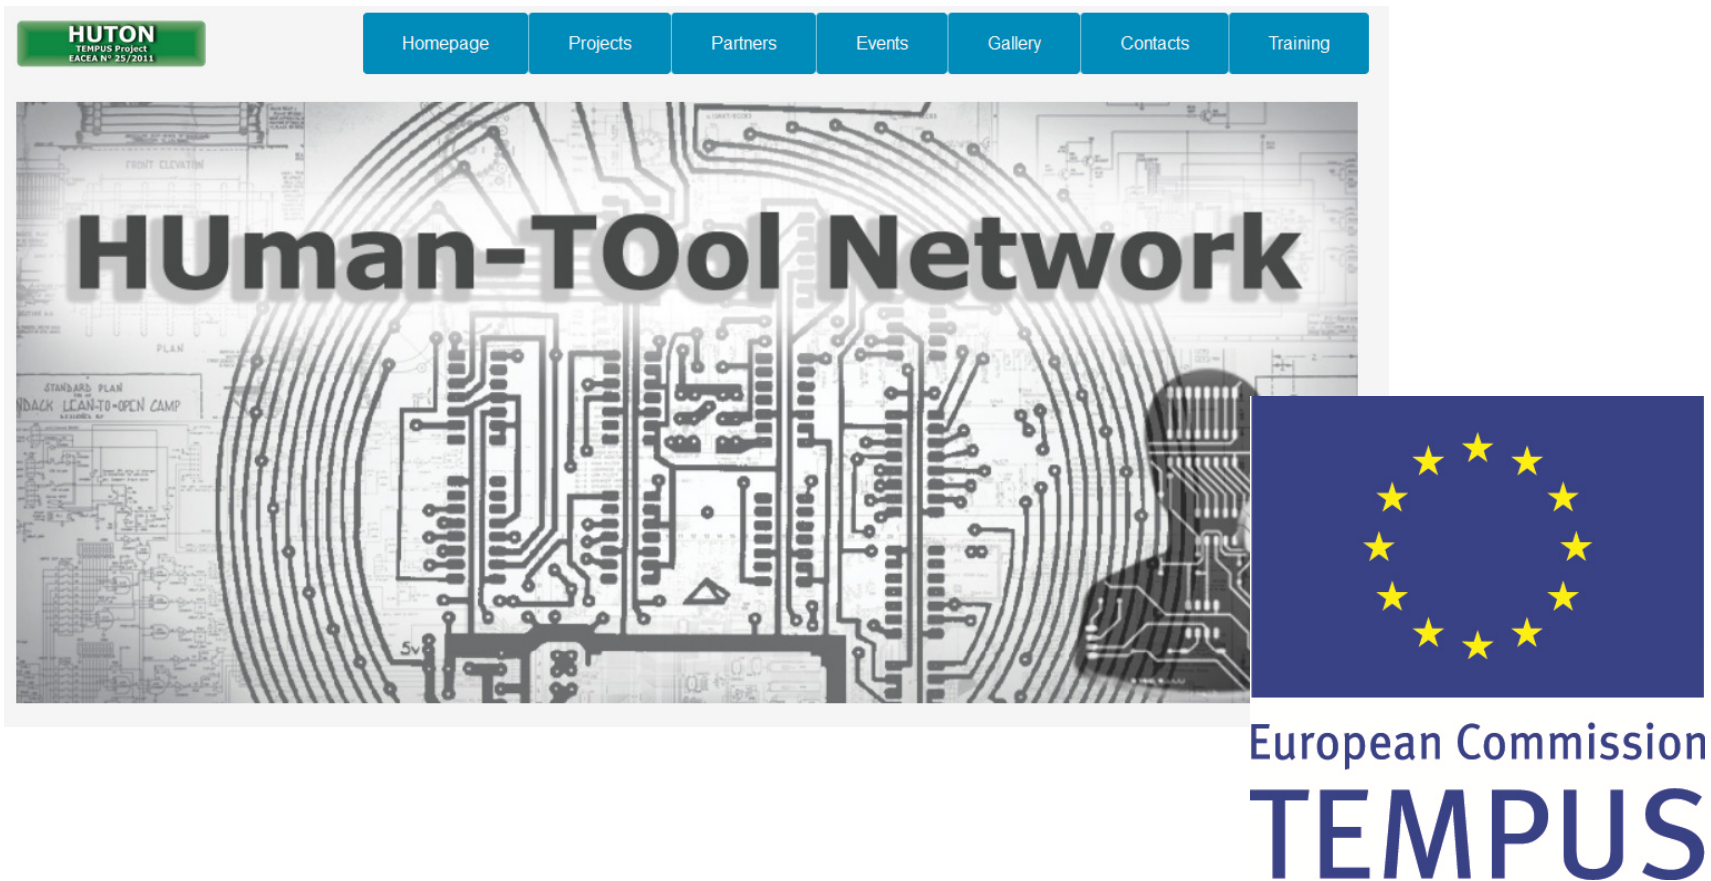 HUTON
TEMPUS Project
EACEA N° 25/2011
Homepage
Projects
Partners
Events
Gallery
Contacts
Training
FRONT ELEVATION
HUman-TOol Network
PLAN
STANDARD PLAN
LEAN-TO-OPEN CAMP
5v
European Commission
TEMPUS